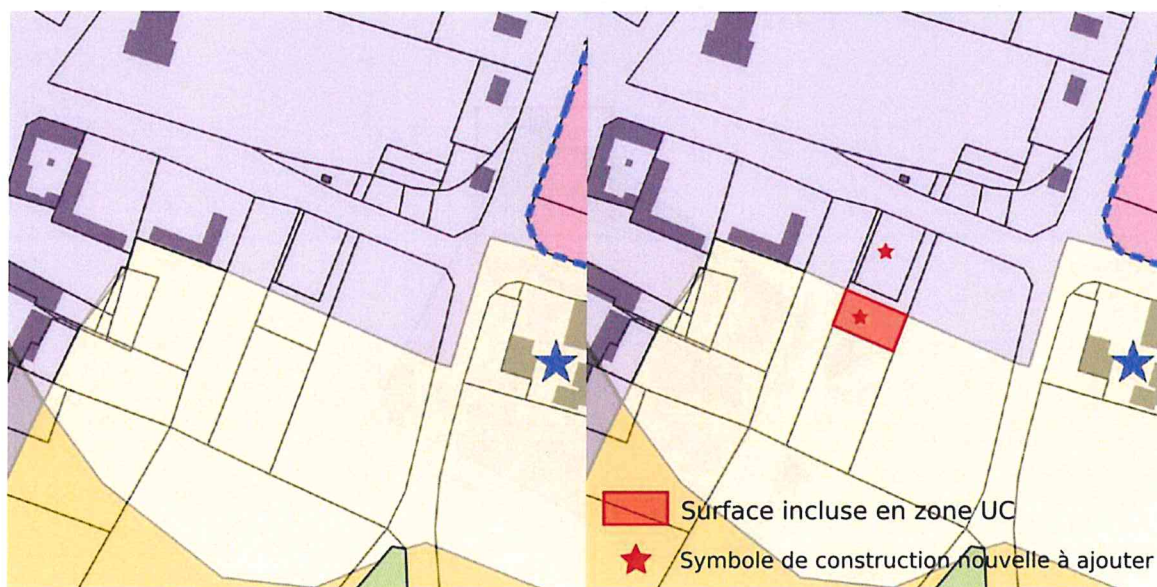 Surface incluse en zone UC
Symbole de construction nouvelle à ajouter